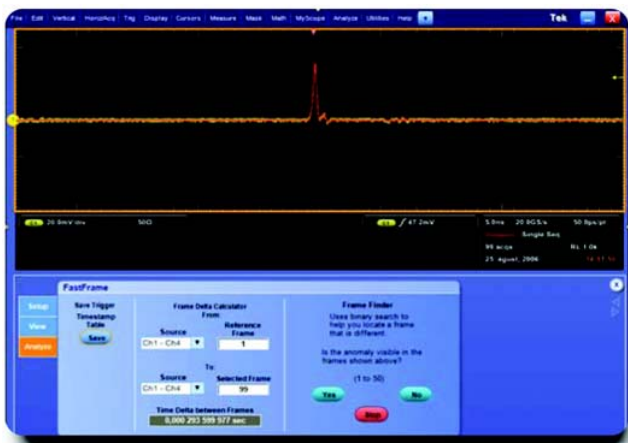 File Edit Vertical Horiz/Acq Trig Display Cursors Measure Mask Math MyScope Analyze Utilities Help Tek
20.0mV/div 50Ω
47.2mV
5.0ns 20.0GS/s 50.0ps/pt
Single Seq
99 acqs RL:1.0k
FastFrame
Setup
View
Analyze
Save Trigger
Timestamp
Table
Save
Frame Delta Calculator
From:
Source
Reference
Frame
Ch1 - Ch4
1
To:
Source
Selected Frame
Ch1 - Ch4
99
Time Delta between Frames
0,000 293 599 977 sec
Frame Finder
Uses binary search to
help you locate a frame
that is different.
Is the anomaly visible in the
frames shown above?
(1 to 50)
Yes
No
Stop